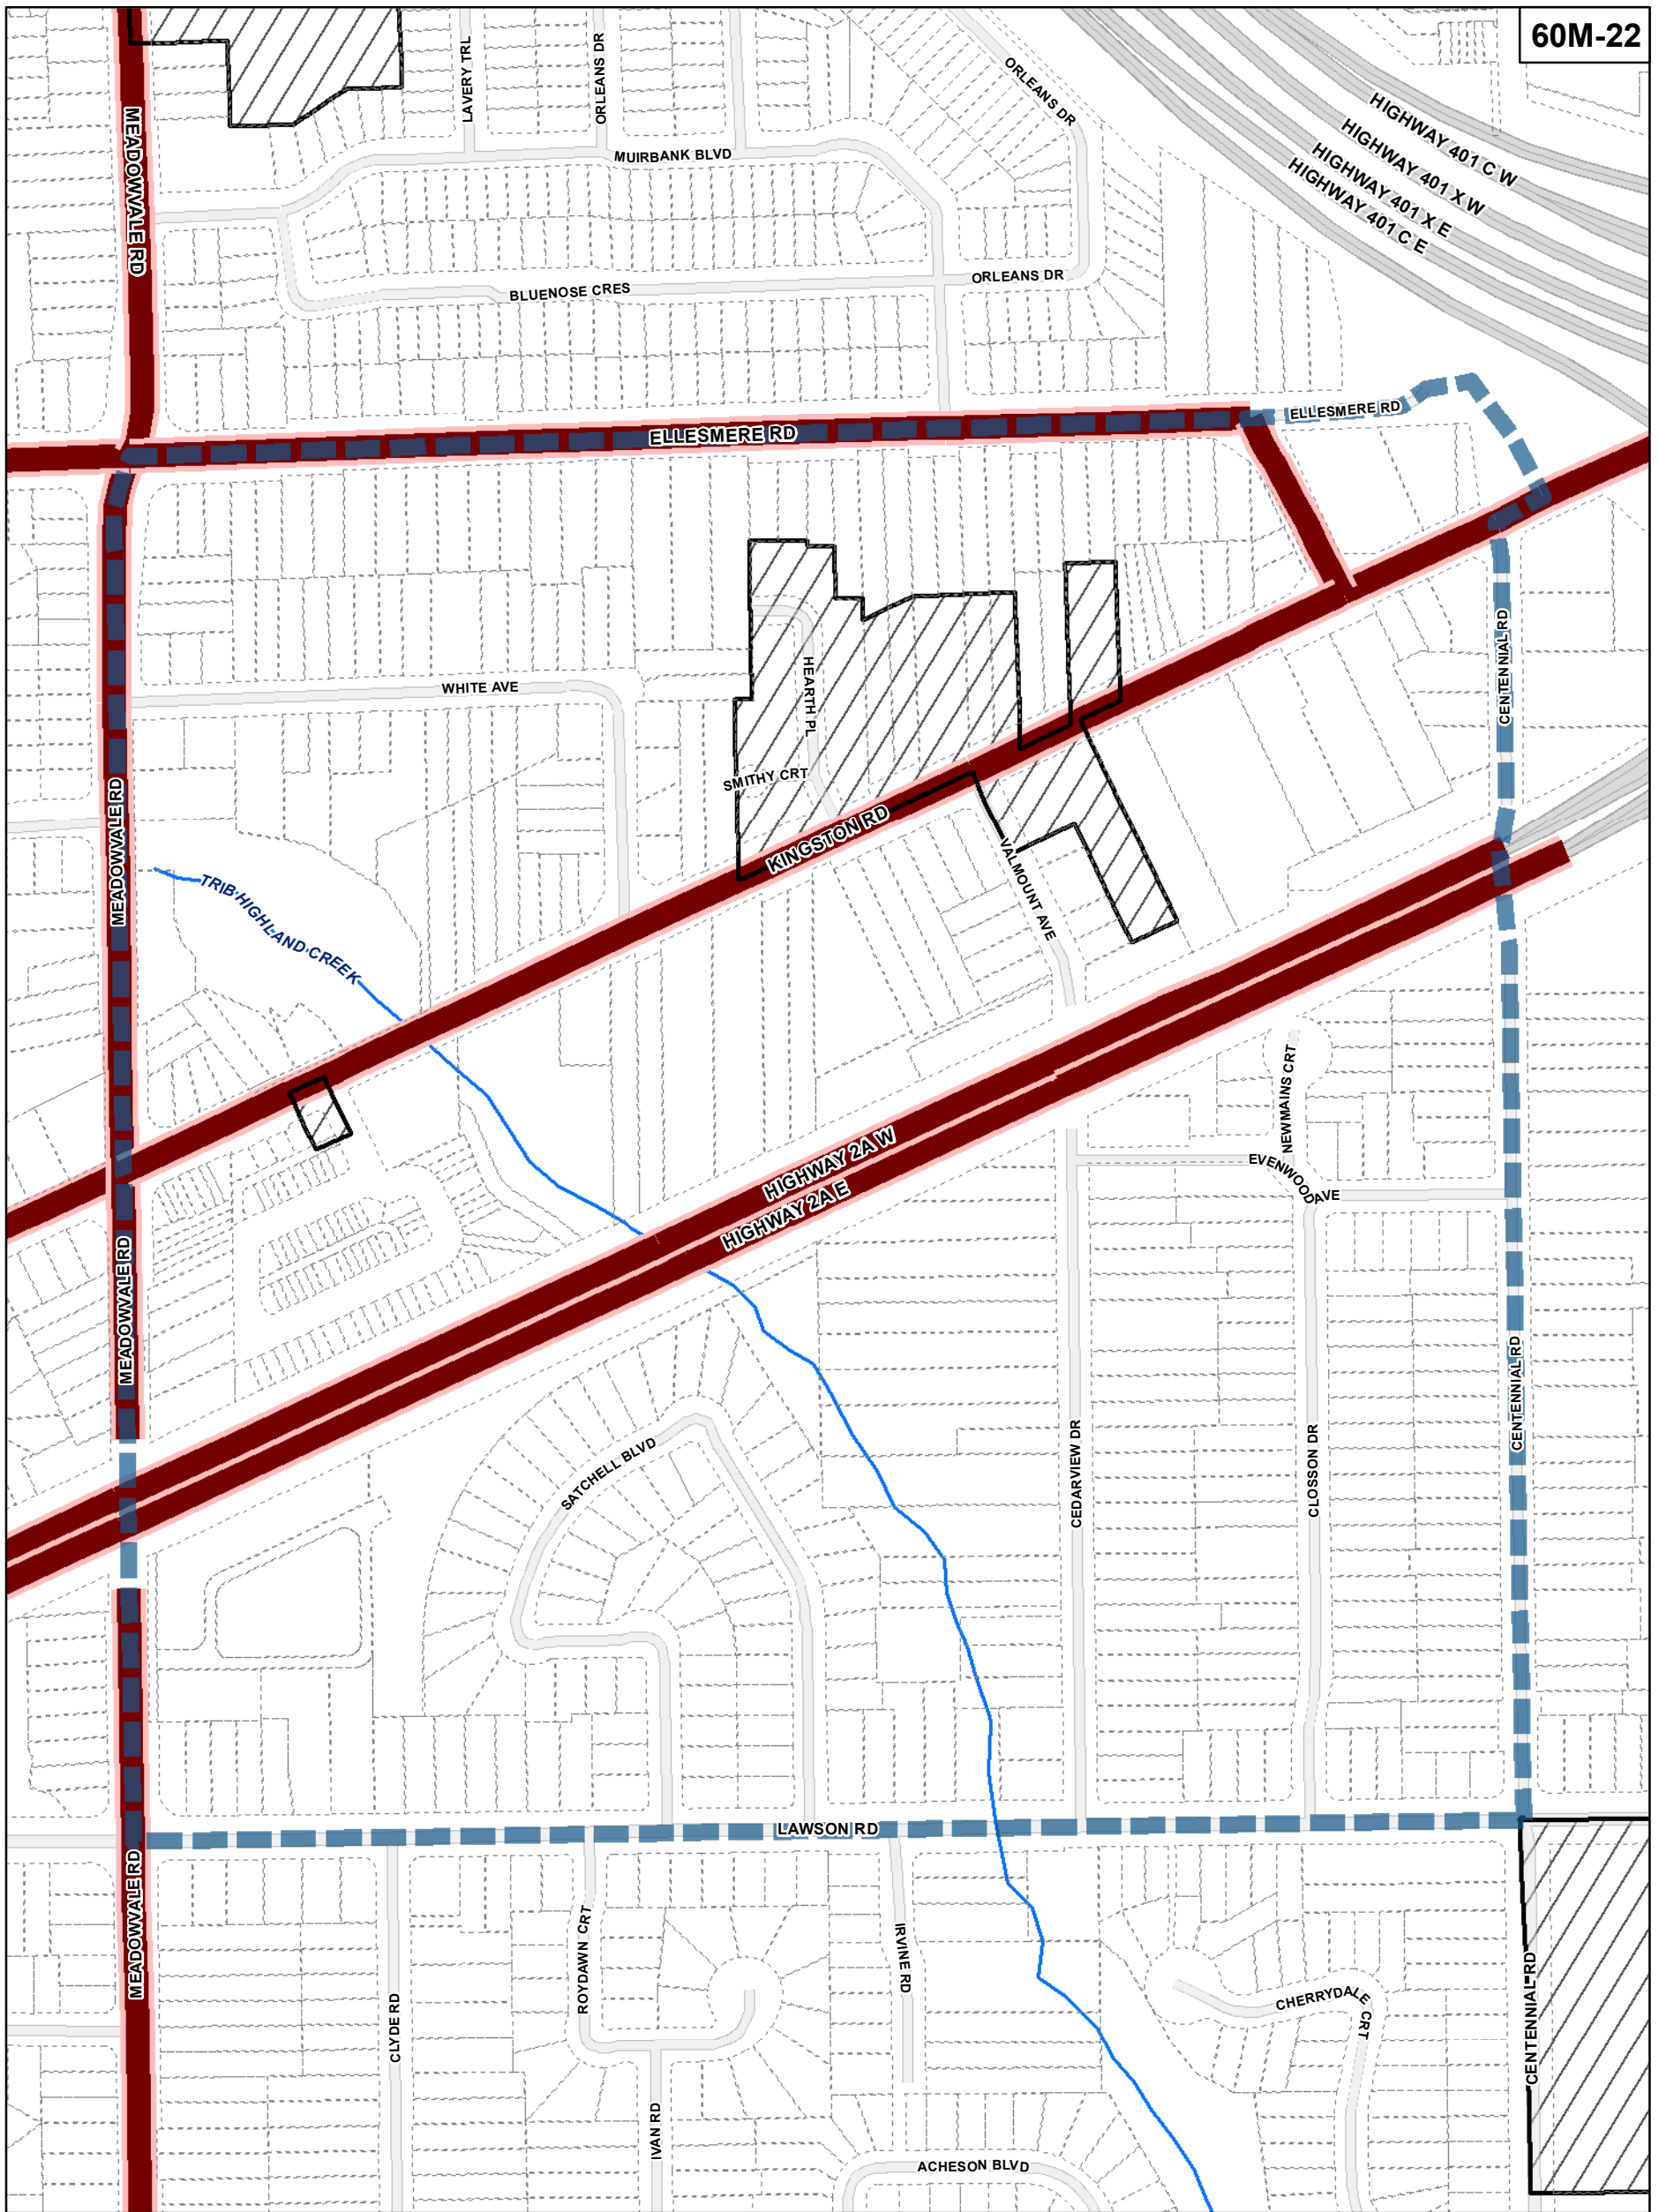 60M-22
LAVERY TRL
ORLEANS DR
ORLEANS DR
HIGHWAY 401 C W
HIGHWAY 401 X W
HIGHWAY 401 X E
HIGHWAY 401 C E
MEADOWVALE RD
MUIRBANK BLVD
ORLEANS DR
BLUENOSE CRES
ELLESMERE RD
ELLESMERE RD
CENTENNIAL RD
HEARTH PL
WHITE AVE
SMITHY CRT
KINGSTON RD
MEADOWVALE RD
VALMOUNT AVE
TRIB HIGHLAND CREEK
NEWMAINS CRT
HIGHWAY 2A W
HIGHWAY 2A E
EVENWOOD AVE
MEADOWVALE RD
CENTENNIAL RD
SATCHELL BLVD
CEDARVIEW DR
CLOSSON DR
LAWSON RD
MEADOWVALE RD
ROYDAWN CRT
IRVINE RD
CENTENNIAL RD
CHERRYDALE CRT
CLYDE RD
IVAN RD
ACHESON BLVD